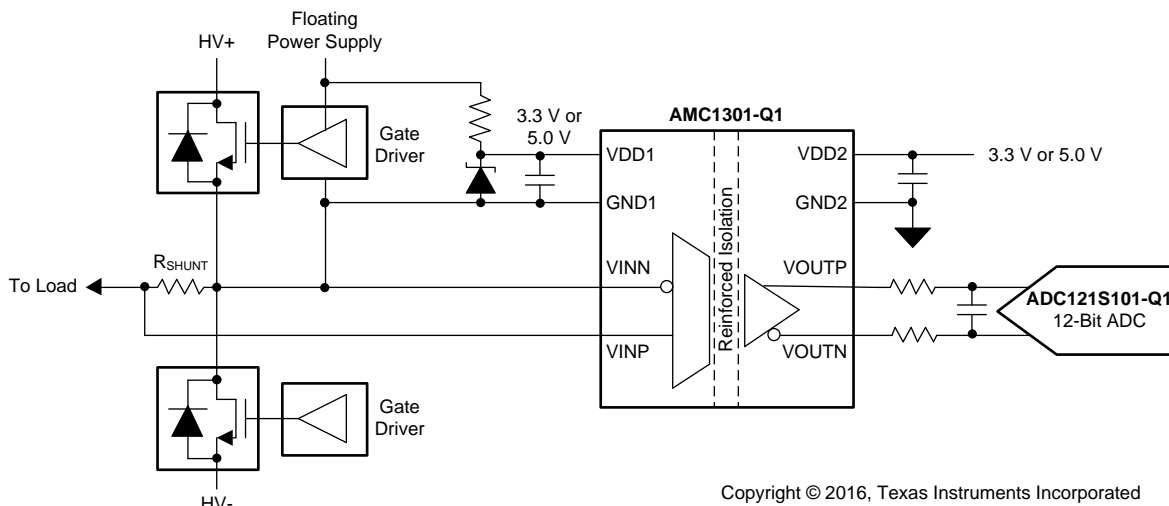 Floating
Power Supply
HV+
Gate
Driver
3.3 V or
5.0 V
AMC1301-Q1
VDD1
VDD2
3.3 V or 5.0 V
GND1
GND2
Reinforced Isolation
To Load
RSHUNT
VINN
VOUTP
ADC121S101-Q1
12-Bit ADC
VINP
VOUTN
Gate
Driver
HV-
Copyright © 2016, Texas Instruments Incorporated